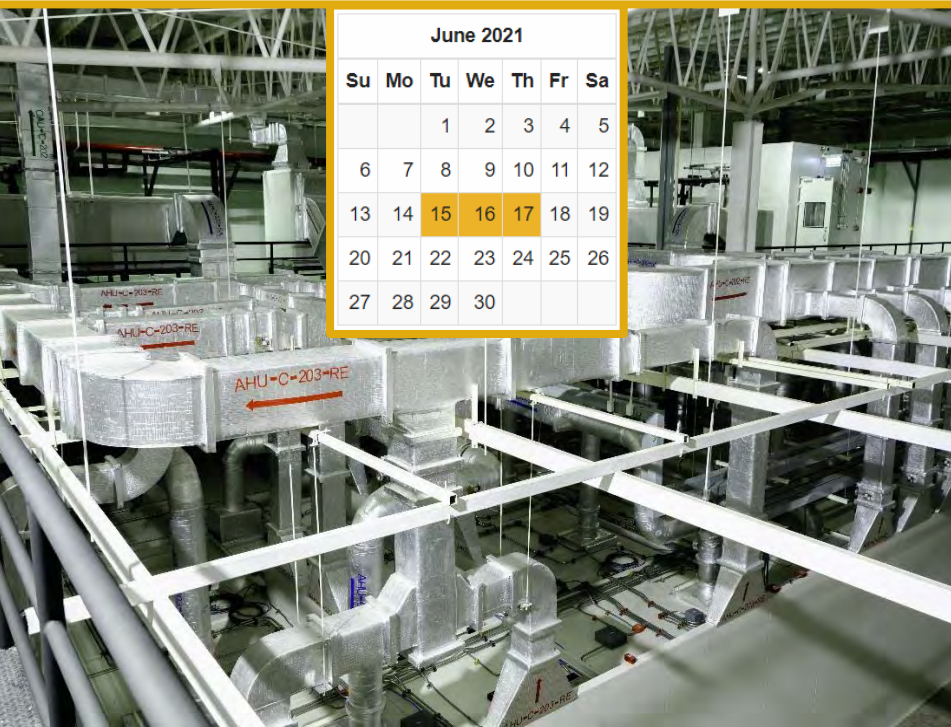 June 2021
Su Mo Tu We Th Fr Sa
1 2 3 4 5
6 7 8 9 10 11 12
13 14 15 16 17 18 19
20 21 22 23 24 25 26
27 28 29 30
AHU-C-203-RE
AHU-C-203-RE
AHU-C-203-RE
AHU-C-203-RE